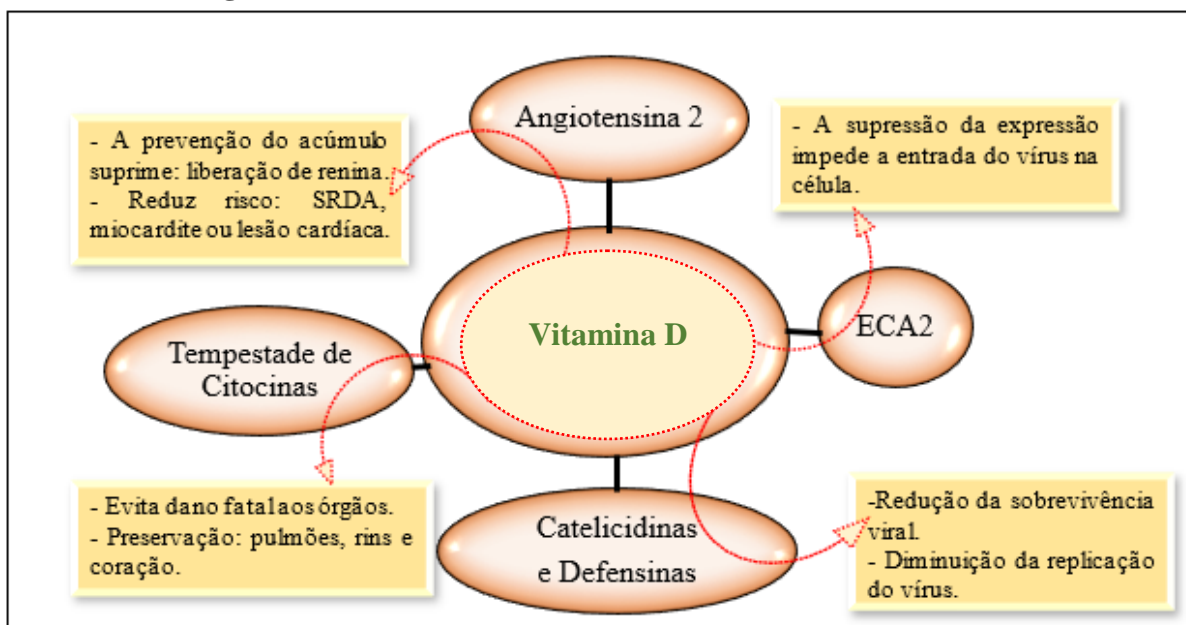 Angiotensina 2
- A prevenção do acúmulo
suprime: liberação de renina.
- Reduz risco: SRDA,
miocardite ou lesão cardíaca.
- A supressão da expressão
impede a entrada do vírus na
célula.
Vitamina D
ECA2
Tempestade de
Citocinas
- Evita dano fatal aos órgãos.
- Preservação: pulmões, rins e
coração.
Catelicidinas
e Defensinas
-Redução da sobrevivência
viral.
- Diminuição da replicação
do vírus.